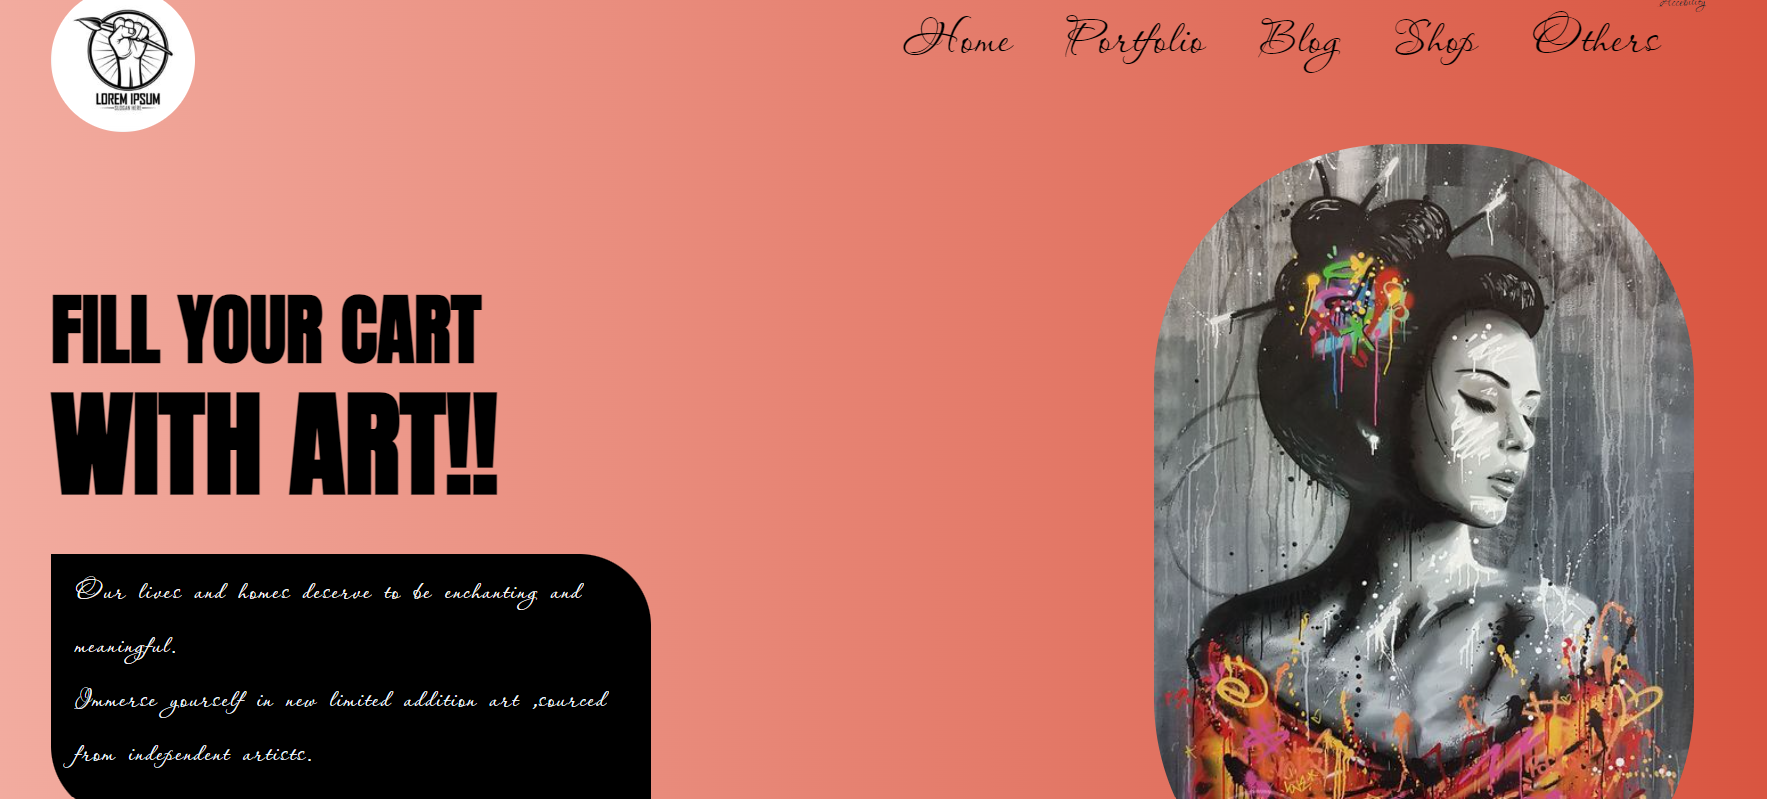 Accebility
Home Portfolio Blog Shop Others
LOREM IPSUM
SLOGAN HERE
FILL YOUR CART
WITH ART!!
Our lives and homes deserve to be enchanting and
meaningful.
Immerse yourself in new limited addition art ,sourced
from independent artists.